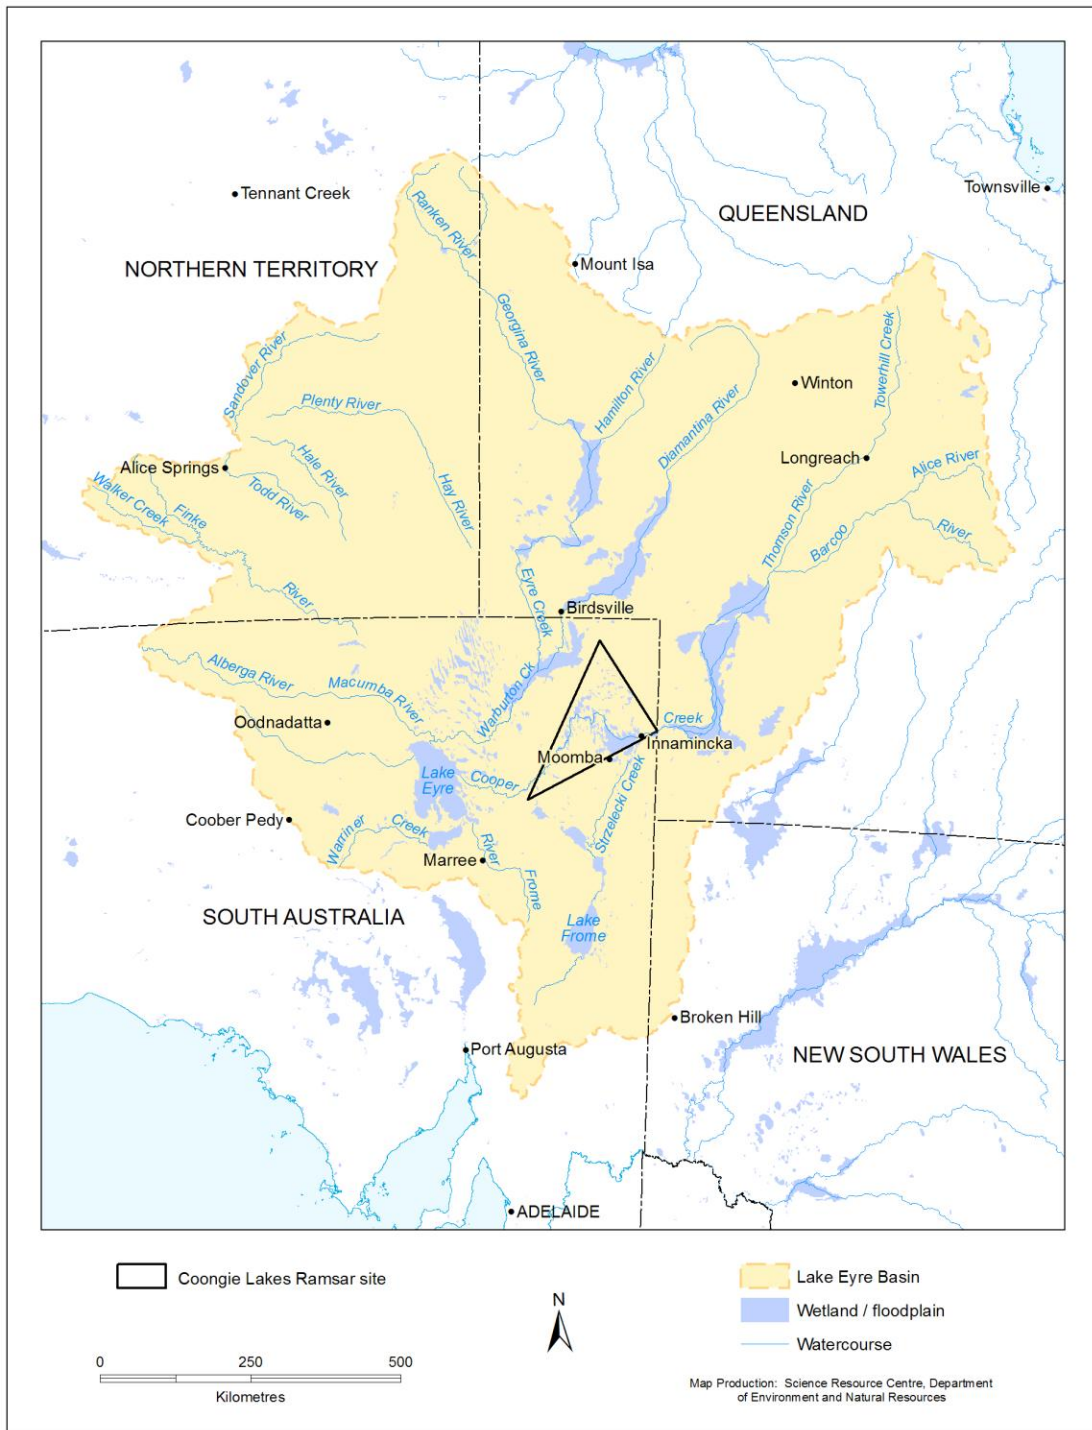 Tennant Creek
Townsville
QUEENSLAND
Ranken River
NORTHERN TERRITORY
Mount Isa
Georgina River
Sandover River
Hamilton River
Towerhill Creek
Winton
Plenty River
Diamantina River
Alice Springs
Hale River
Longreach
Alice River
Walker Creek
Todd River
Hay River
Finke
Thomson River
Barcoo
River
River
Eyre Creek
Birdsville
Alberga River
Macumba River
Warburton Ck
Oodnadatta
Creek
Innamincka
Moomba
Lake
Eyre
Cooper
Strzelecki Creek
Coober Pedy
Warriner
Creek
River
Marree
Frome
SOUTH AUSTRALIA
Lake
Frome
Broken Hill
Port Augusta
NEW SOUTH WALES
ADELAIDE
Coongie Lakes Ramsar site
N
0 250 500
Kilometres
Lake Eyre Basin
Wetland / floodplain
Watercourse
Map Production: Science Resource Centre, Department
of Environment and Natural Resources